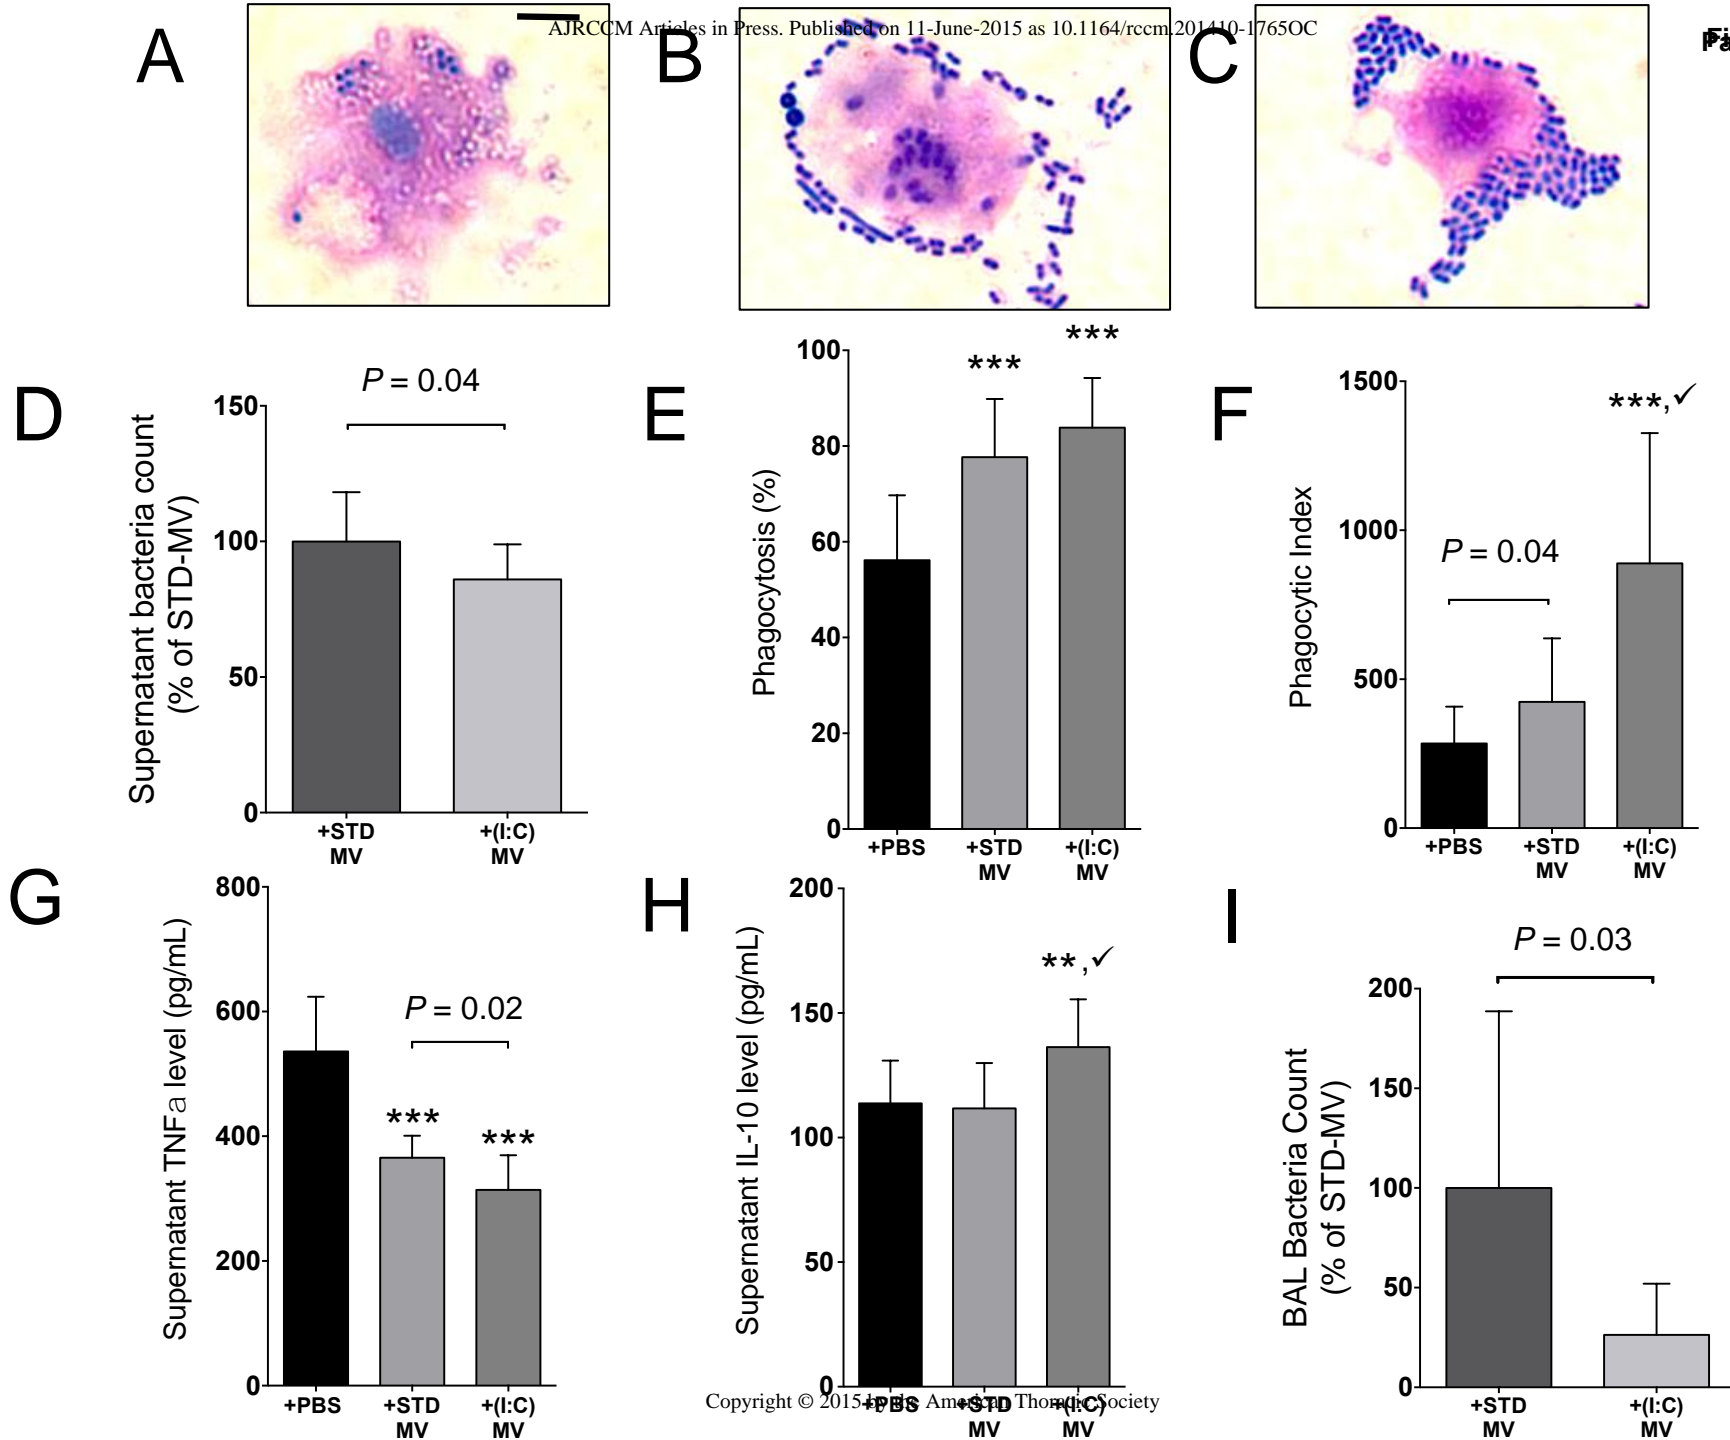 AJRCCM Articles in Press. Published on 11-June-2015 as 10.1164/rccm.201410-1765OC
A
B
C
D
P = 0.04
Supernatant bacteria count
(% of STD-MV)
150
100
50
0
+STD
MV
+(I:C)
MV
E
***
***
Phagocytosis (%)
100
80
60
40
20
0
+PBS
+STD
MV
+(I:C)
MV
F
***,✓
P = 0.04
Phagocytic Index
1500
1000
500
0
+PBS
+STD
MV
+(I:C)
MV
G
P = 0.02
***
***
Supernatant TNFa level (pg/mL)
800
600
400
200
0
+PBS
+STD
MV
+(I:C)
MV
H
**,✓
Supernatant IL-10 level (pg/mL)
200
150
100
50
0
+PBS
+STD
MV
+(I:C)
MV
I
P = 0.03
BAL Bacteria Count
(% of STD-MV)
200
150
100
50
0
+STD
MV
+(I:C)
MV
Copyright © 2015 by the American Thoracic Society